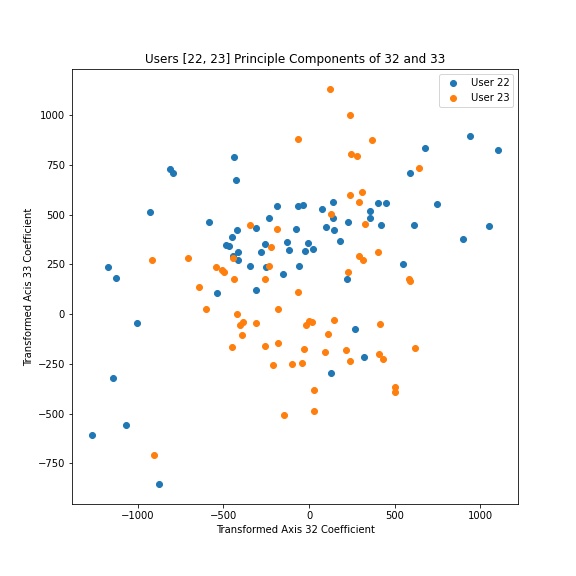 Users [22, 23] Principle Components of 32 and 33
User 22
User 23
1000
750
500
250
0
−250
−500
−750
Transformed Acis 33 Coefficient
−1000
−500
0
500
1000
Transformed Axis 32 Coefficient